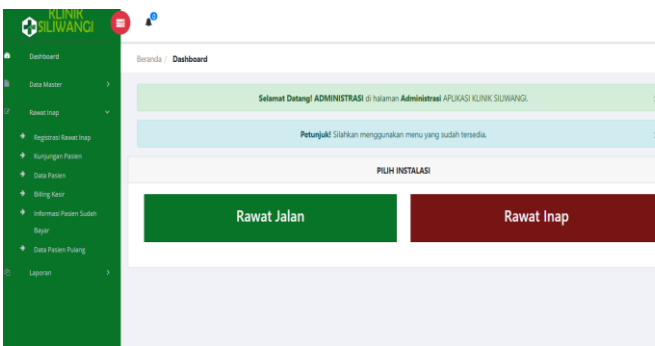 KLINIK
SILIWANGI
0
Dashboard
Beranda / Dashboard
Data Master
Selamat Datang! ADMINISTRASI di halaman Administrasi APLIKASI KLINIK SILIWANGI.
Rawat Inap
Petunjuk! Silahkan menggunakan menu yang sudah tersedia.
Registrasi Rawat Inap
Kunjungan Pasien
Data Pasien
Billing Kasir
Informasi Pasien Sudah
Bayar
Data Pasien Pulang
Laporan
PILIH INSTALASI
Rawat Jalan
Rawat Inap